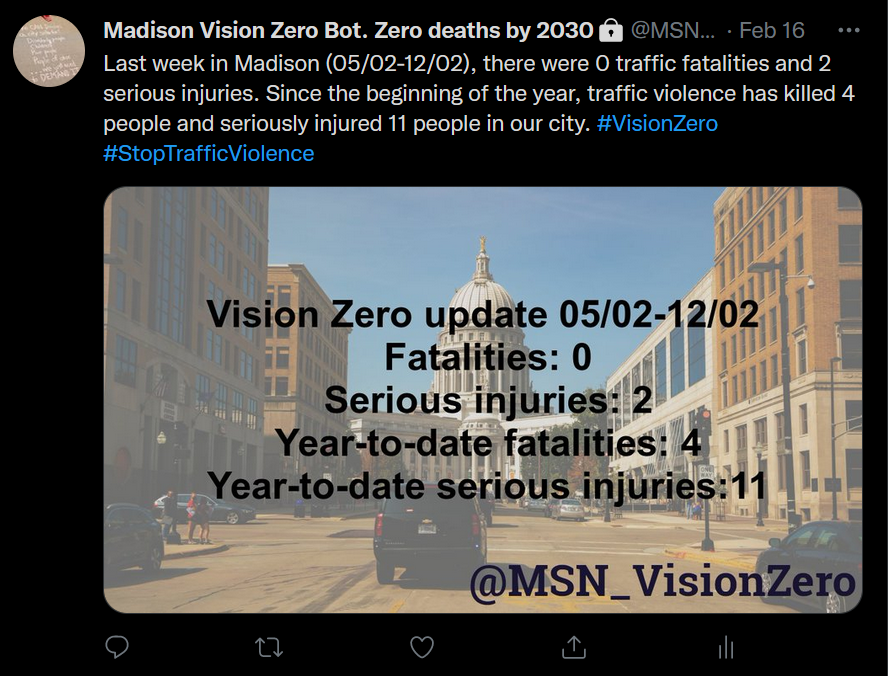 Madison Vision Zero Bot. Zero deaths by 2030 @MSN... · Feb 16
Last week in Madison (05/02-12/02), there were 0 traffic fatalities and 2
serious injuries. Since the beginning of the year, traffic violence has killed 4
people and seriously injured 11 people in our city. #VisionZero
#StopTrafficViolence
Vision Zero update 05/02-12/02
Fatalities: 0
Serious injuries: 2
Year-to-date fatalities: 4
Year-to-date serious injuries:11
@MSN_VisionZero